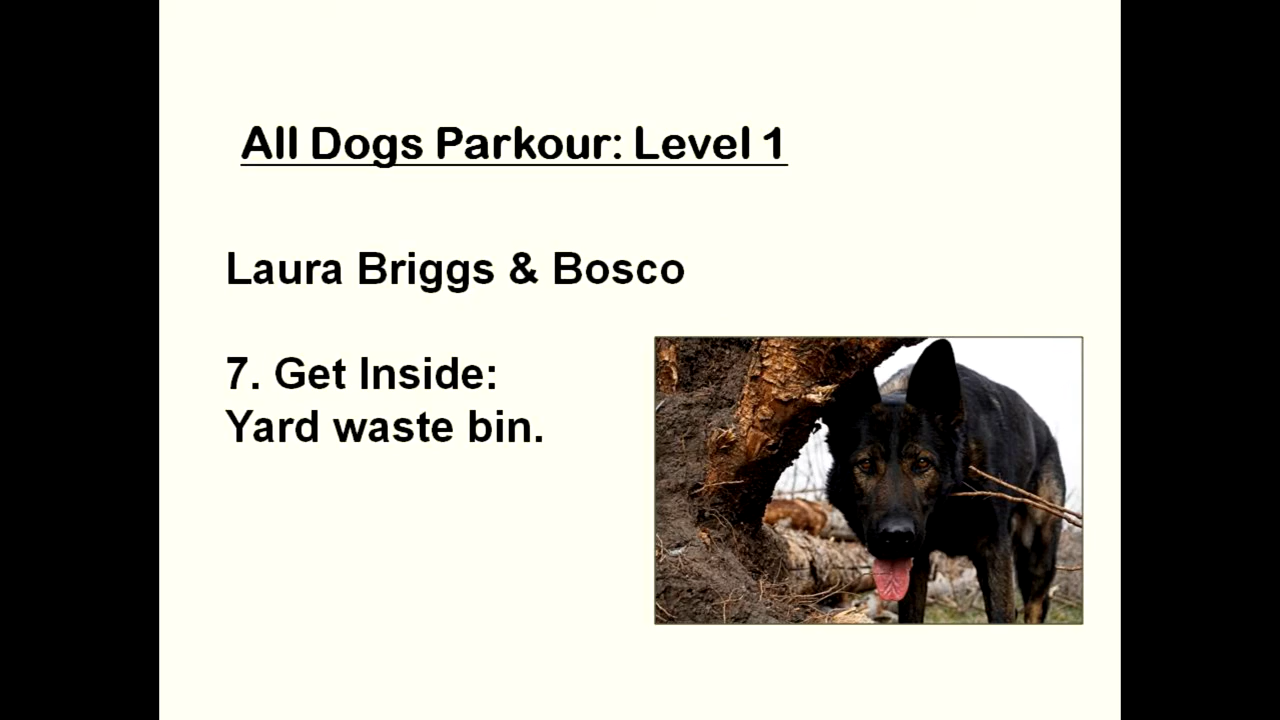 All Dogs Parkour: Level 1
Laura Briggs & Bosco
7. Get Inside:
Yard waste bin.